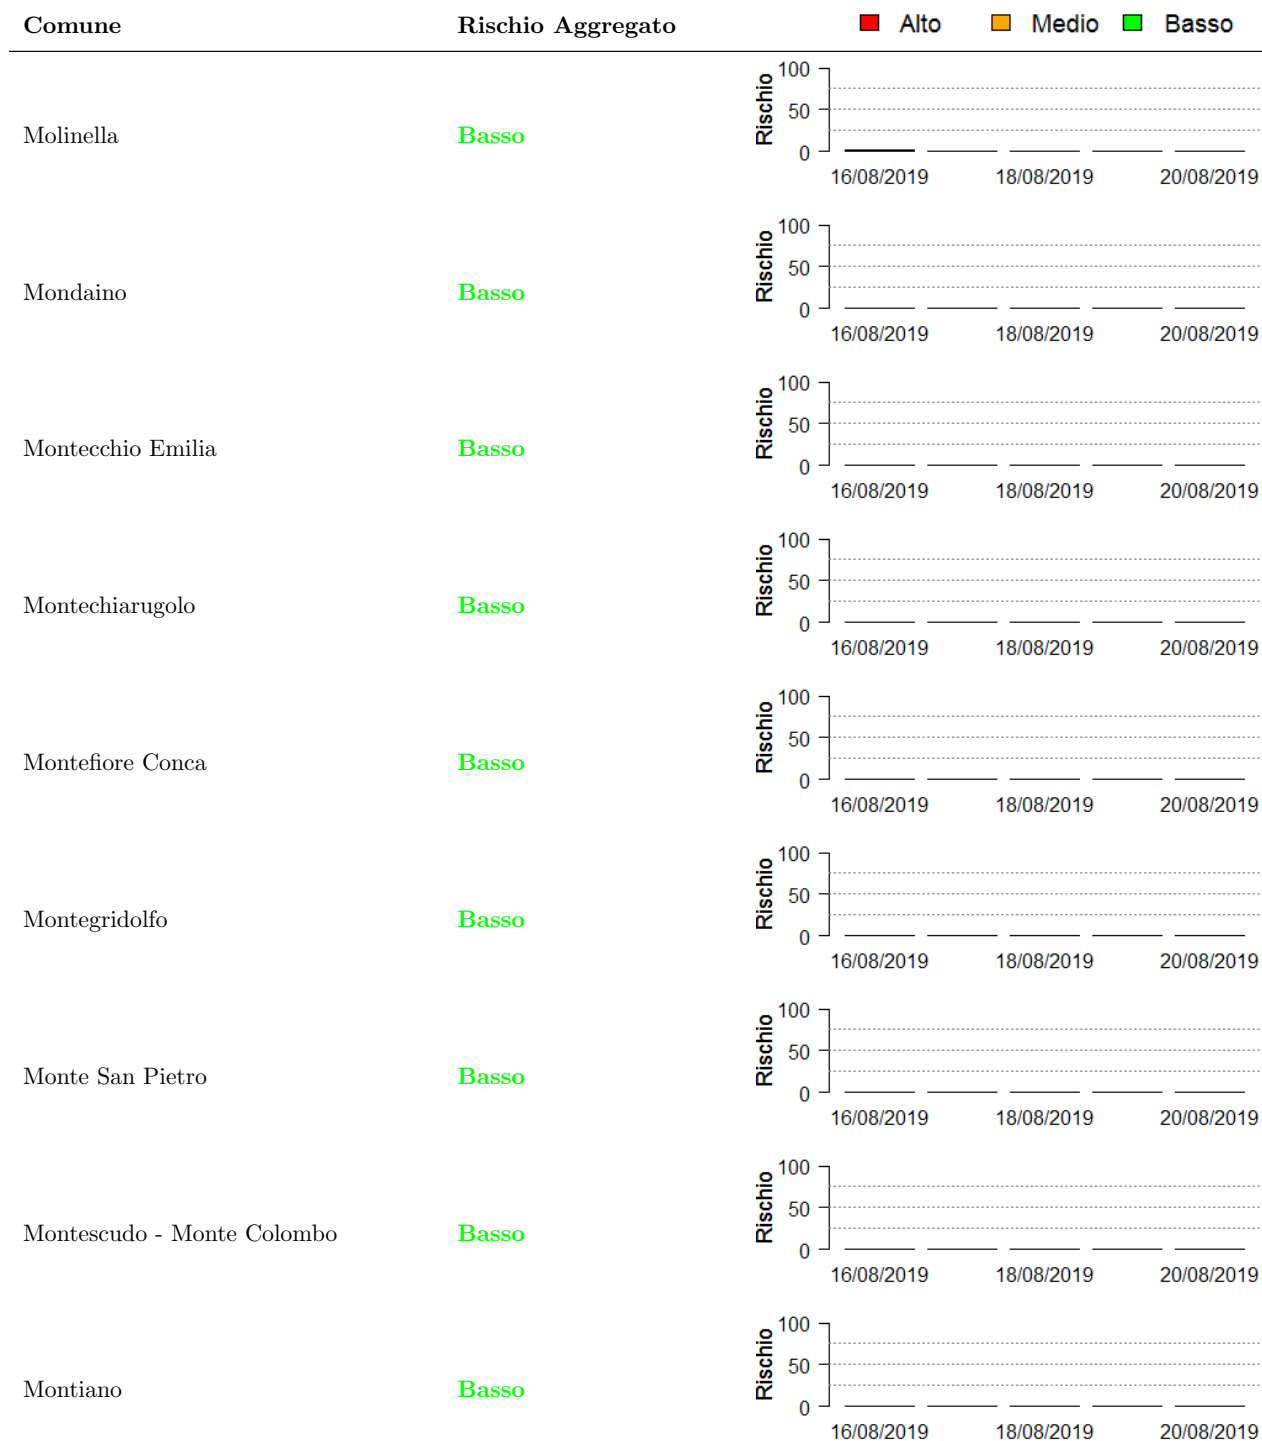 Comune Rischio Aggregato Alto Medio Basso
100
50
0
Rischio
Molinella Basso
16/08/2019 18/08/2019 20/08/2019
100
50
0
Rischio
Mondaino Basso
16/08/2019 18/08/2019 20/08/2019
100
50
0
Rischio
Montecchio Emilia Basso
16/08/2019 18/08/2019 20/08/2019
100
50
0
Rischio
Montechiarugolo Basso
16/08/2019 18/08/2019 20/08/2019
100
50
0
Rischio
Montefiore Conca Basso
16/08/2019 18/08/2019 20/08/2019
100
50
0
Rischio
Montegridolfo Basso
16/08/2019 18/08/2019 20/08/2019
100
50
0
Rischio
Monte San Pietro Basso
16/08/2019 18/08/2019 20/08/2019
100
50
0
Rischio
Montescudo - Monte Colombo Basso
16/08/2019 18/08/2019 20/08/2019
100
50
0
Rischio
Montiano Basso
16/08/2019 18/08/2019 20/08/2019